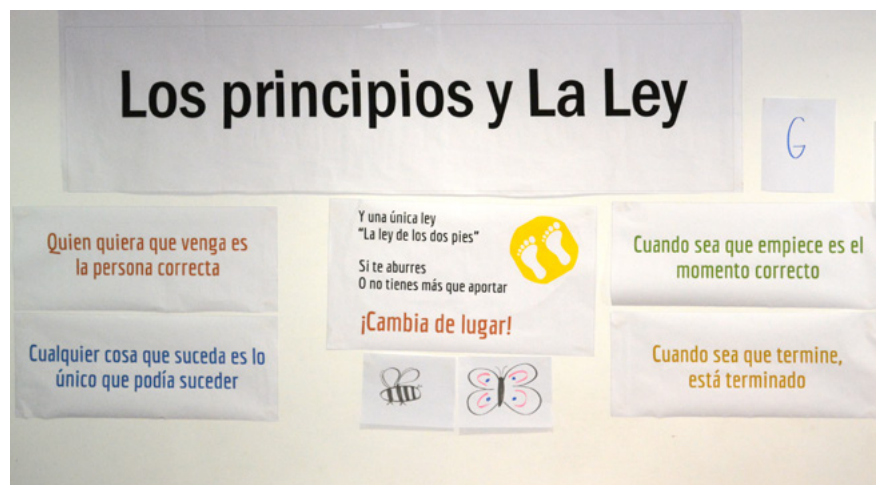 Los principios y La Ley
G
Quien quiera que venga es
la persona correcta
Cualquier cosa que suceda es lo
único que podía suceder
Y una única ley
"La ley de los dos pies"
Si te aburres
O no tienes más que aportar
¡Cambia de lugar!
Cuando sea que empiece es el
momento correcto
Cuando sea que termine,
está terminado